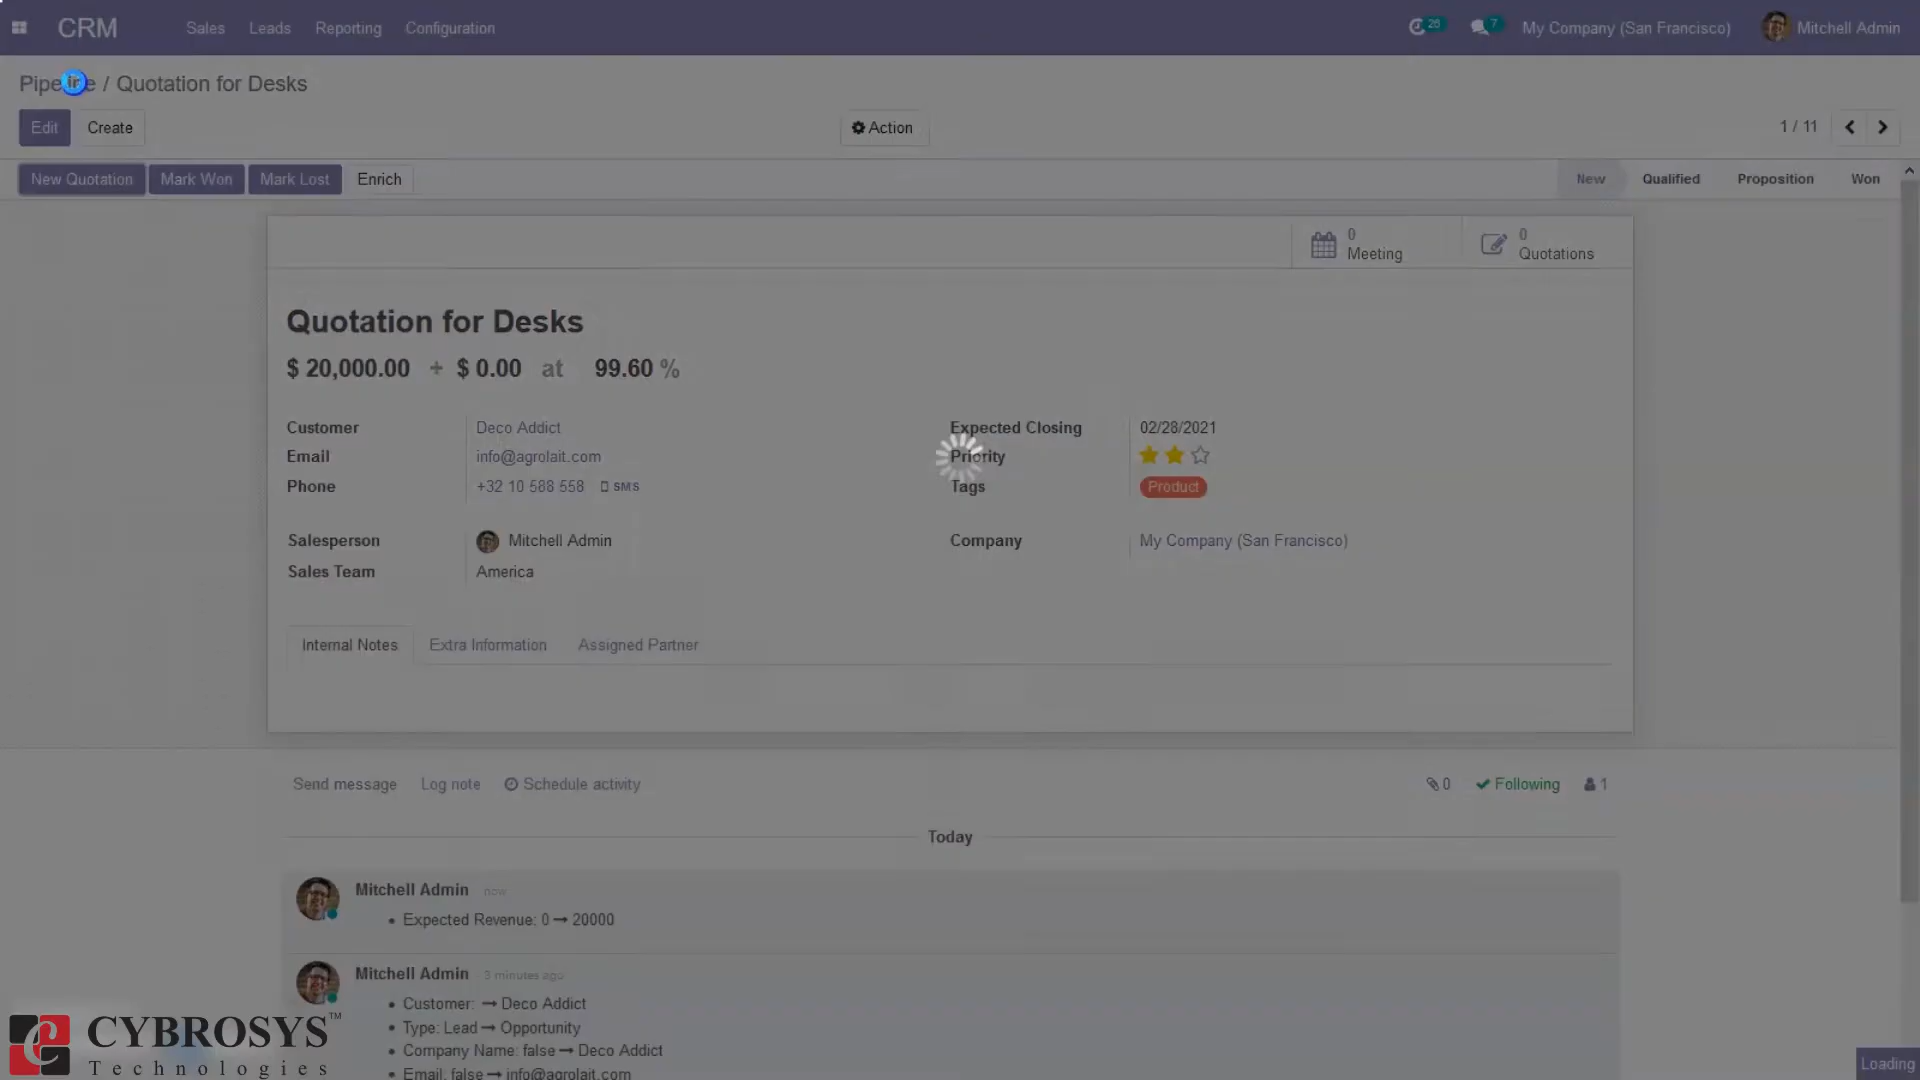 CRM Sales Leads Reporting Configuration 26 7 My Company (San Francisco) Mitchell Admin
Pipeline / Quotation for Desks
Edit Create Action 1 / 11
New Quotation Mark Won Mark Lost Enrich New Qualified Proposition Won
0 Meeting 0 Quotations
Quotation for Desks
$ 20,000.00 + $ 0.00 at 99.60 %
Customer Deco Addict Expected Closing 02/28/2021
Email info@agrolait.com Priority
Phone +32 10 588 558 SMS Tags Product
Salesperson Mitchell Admin Company My Company (San Francisco)
Sales Team America
Internal Notes Extra Information Assigned Partner
Send message Log note Schedule activity 0 Following 1
Today
Mitchell Admin now
• Expected Revenue: 0 → 20000
Mitchell Admin 3 minutes ago
• Customer: → Deco Addict
• Type: Lead → Opportunity
• Company Name: false → Deco Addict
• Email: false → info@agrolait.com
CYBROSYS™
Technologies
Loading